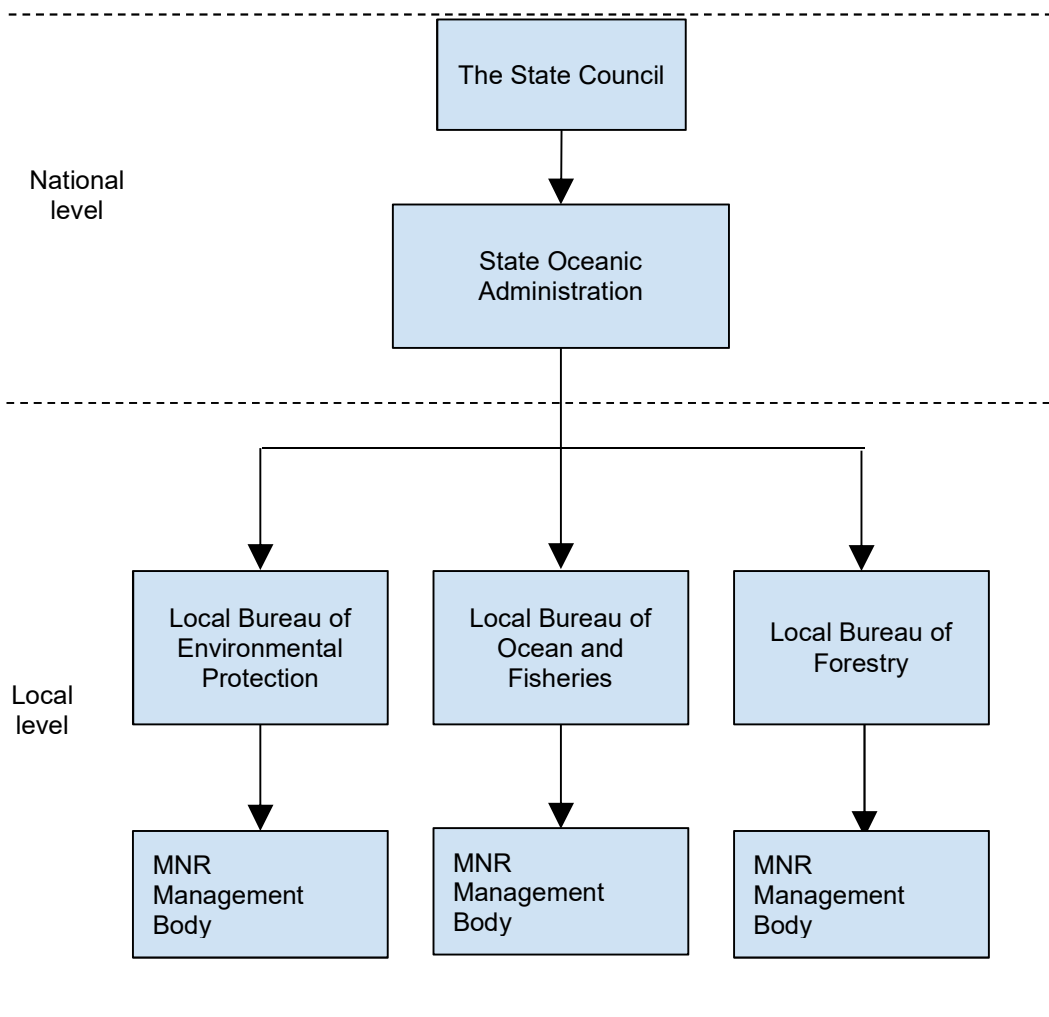 The State Council
National
level
State Oceanic
Administration
Local Bureau of
Environmental
Protection
Local Bureau of
Ocean and
Fisheries
Local Bureau of
Forestry
Local
level
MNR
Management
Body
MNR
Management
Body
MNR
Management
Body